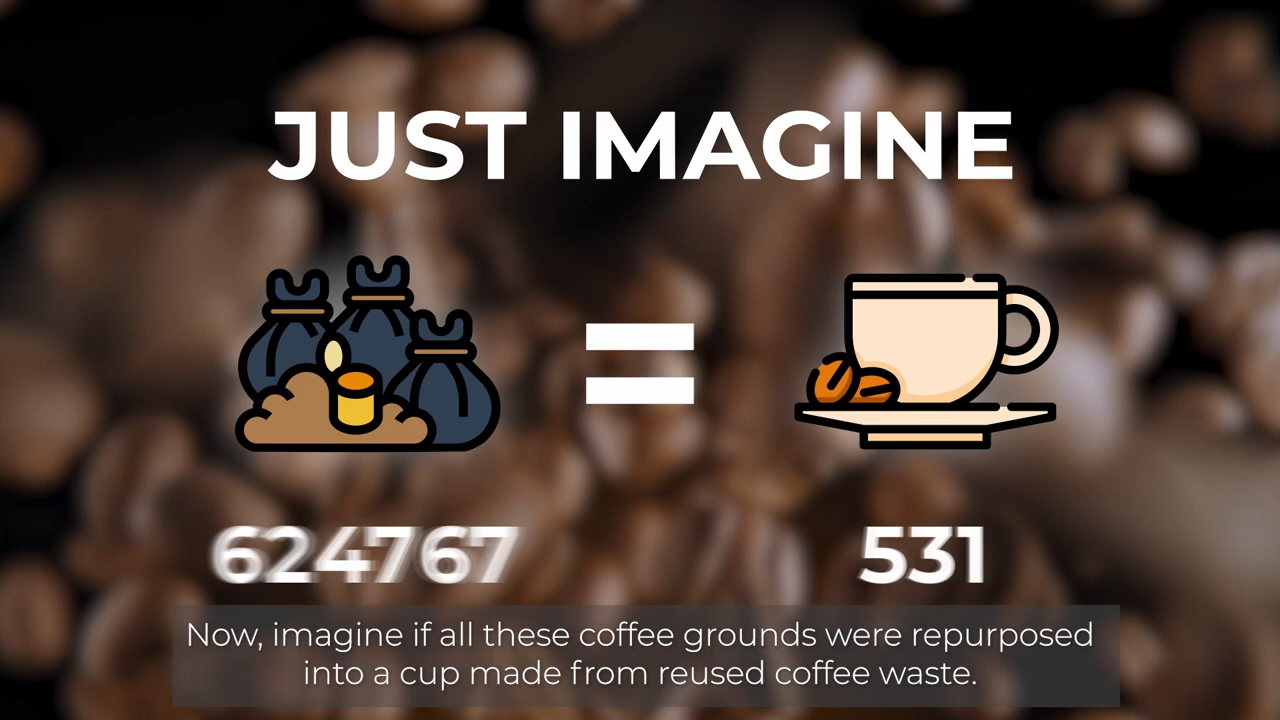 JUST IMAGINE
=
624767
531
Now, imagine if all these coffee grounds were repurposed
into a cup made from reused coffee waste.